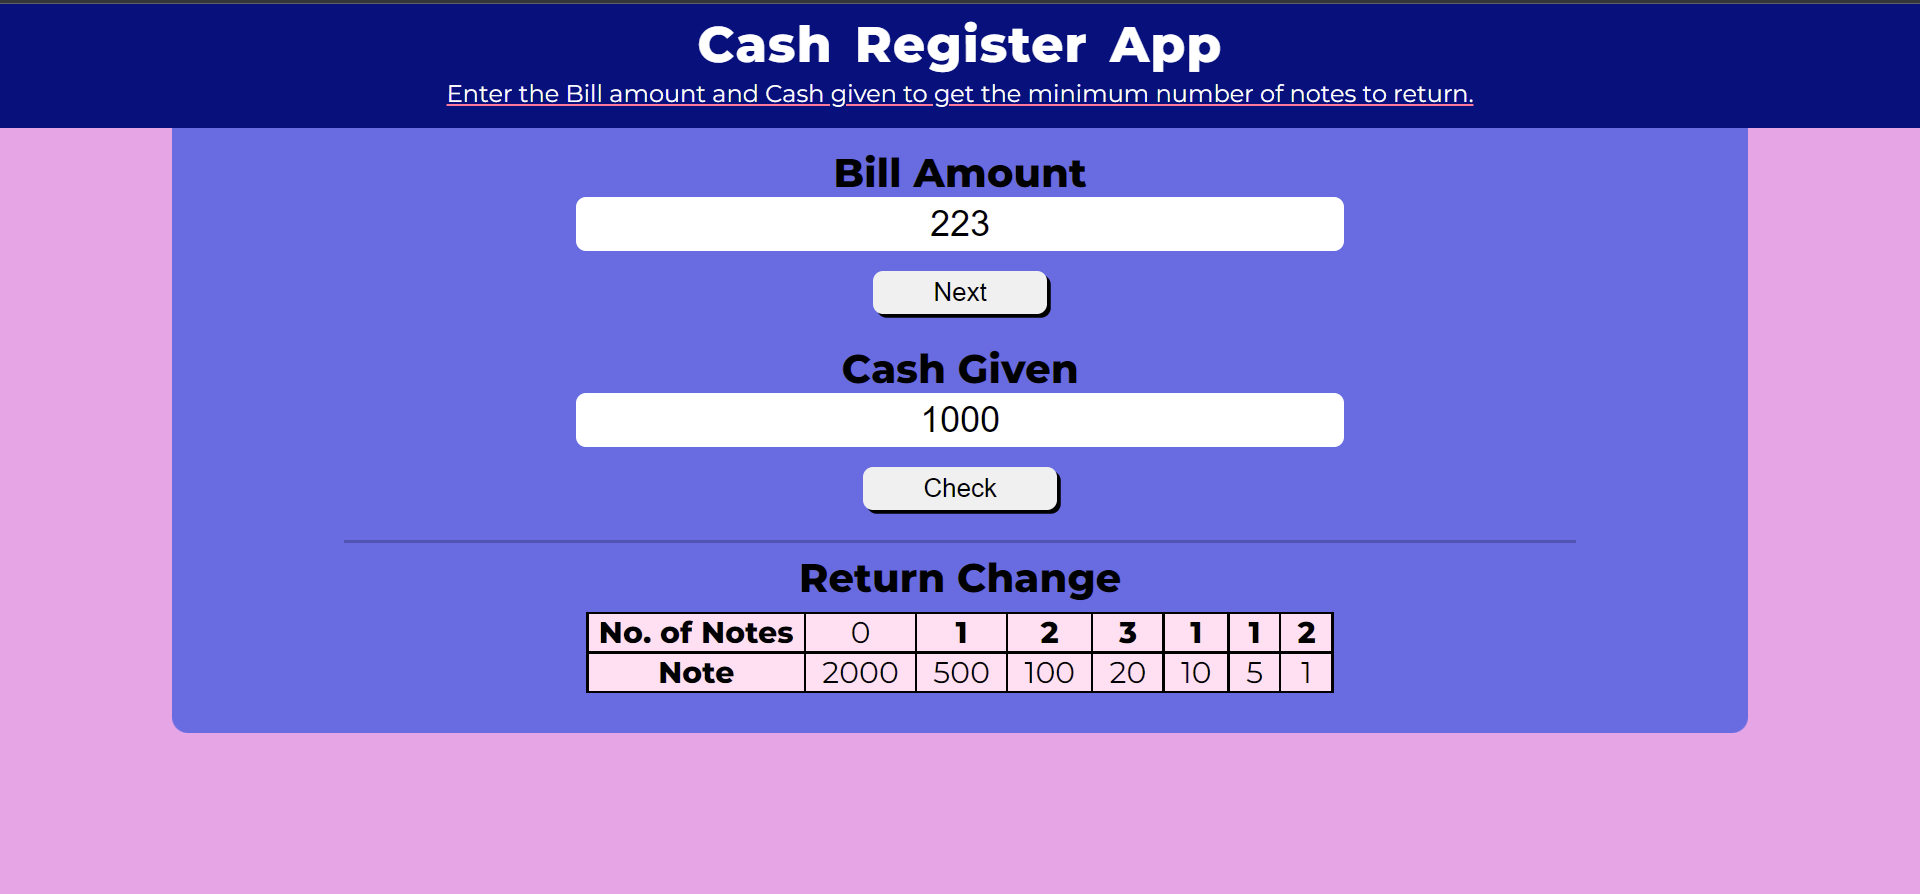 Cash Register App
Enter the Bill amount and Cash given to get the minimum number of notes to return.
Bill Amount
223
Next
Cash Given
1000
Check
Return Change
No. of Notes 0 1 2 3 1 1 2
Note 2000 500 100 20 10 5 1